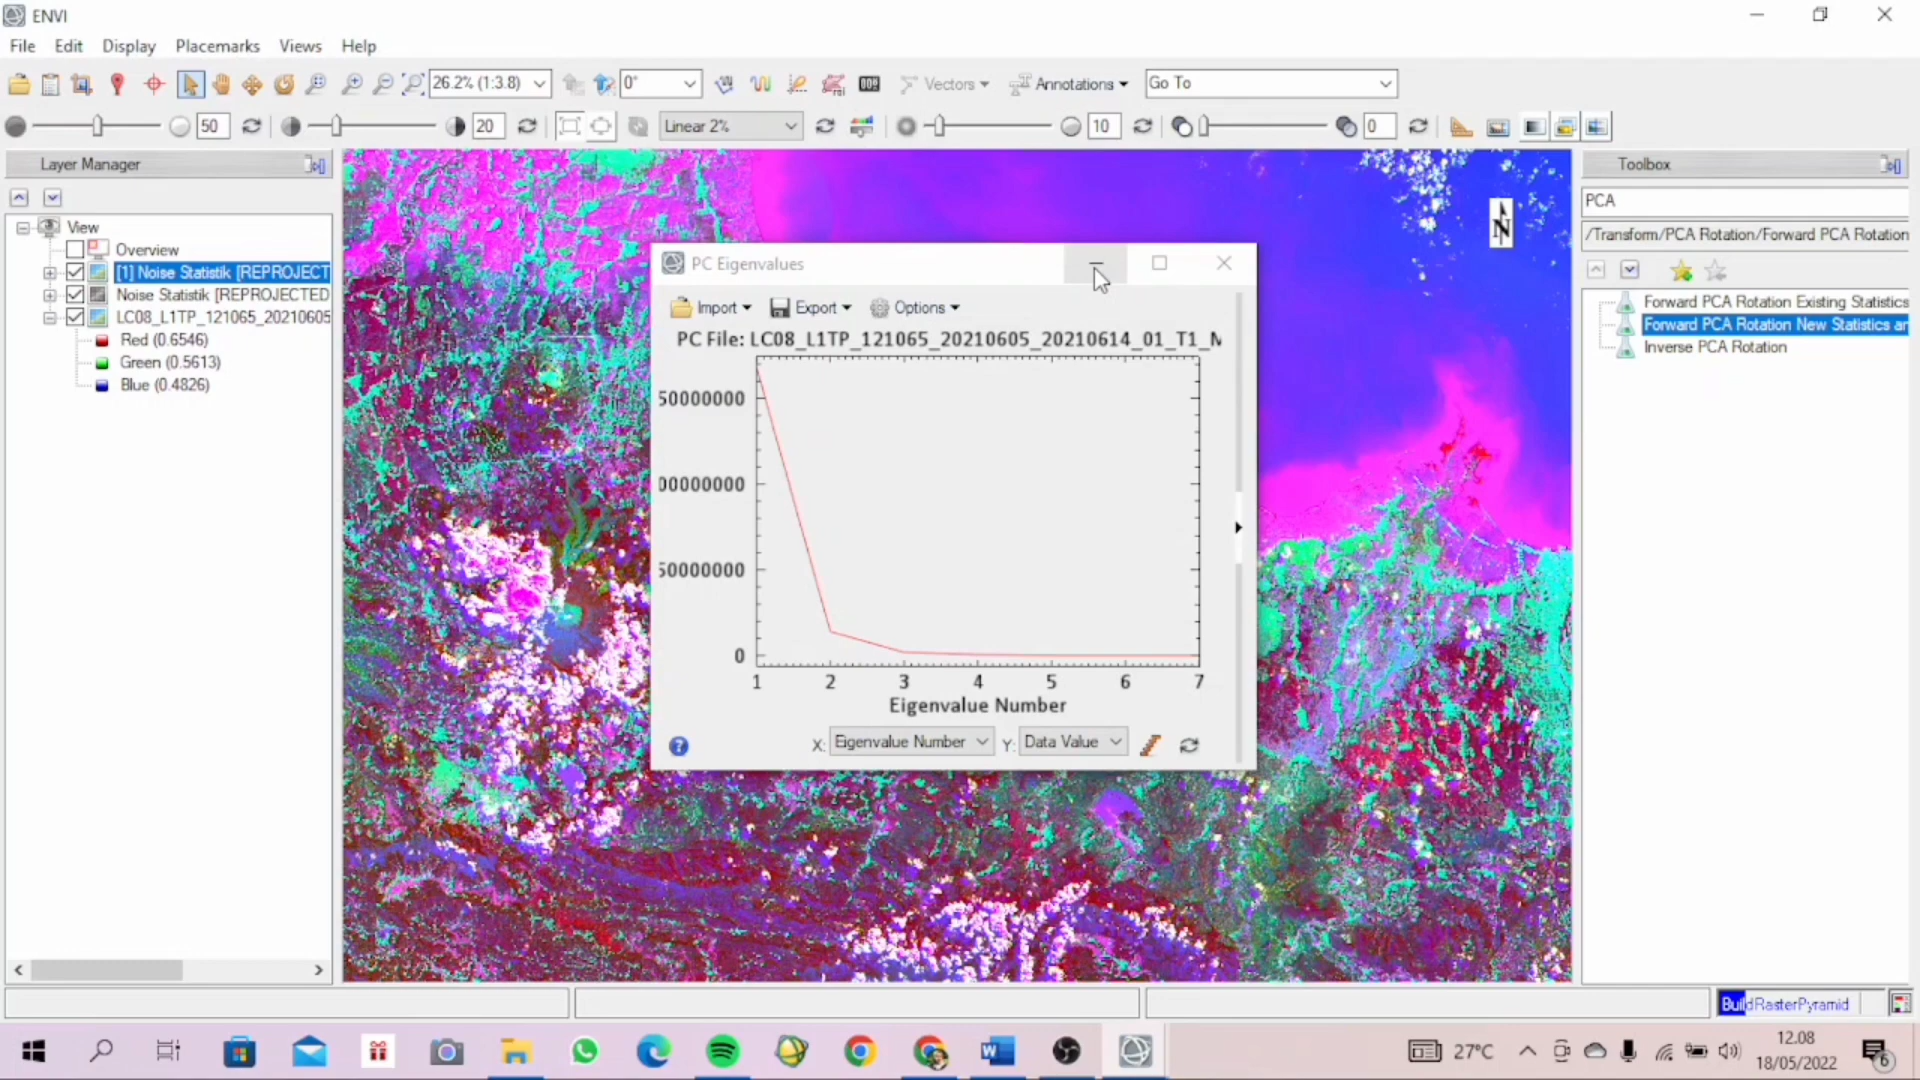 ENVI
File Edit Display Placemarks Views Help
26.2% (1:3.8) 0° Vectors Annotations Go To
50 20 Linear 2% 10 0
Layer Manager
View
Overview
[1] Noise Statistik [REPROJECT
Noise Statistik [REPROJECTED
LC08_L1TP_121065_20210605
Red (0.6546)
Green (0.5613)
Blue (0.4826)
N
PC Eigenvalues
Import Export Options
PC File: LC08_L1TP_121065_20210605_20210614_01_T1_M
50000000
00000000
50000000
0
1 2 3 4 5 6 7
Eigenvalue Number
X: Eigenvalue Number Y: Data Value
Toolbox
PCA
/Transform/PCA Rotation/Forward PCA Rotation
Forward PCA Rotation Existing Statistics
Forward PCA Rotation New Statistics an
Inverse PCA Rotation
BuildRasterPyramid
27°C
12.08
18/05/2022
6